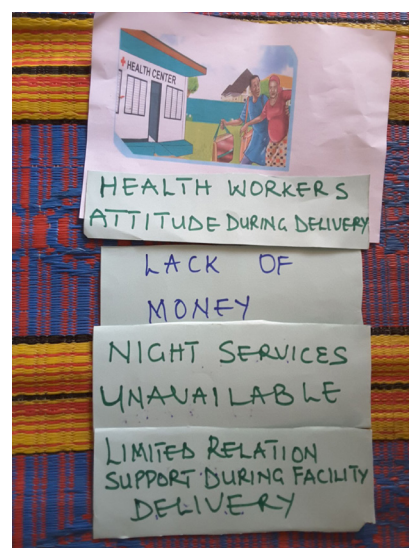 HEALTH CENTER
HEALTH WORKERS
ATTITUDE DURING DELIVERY
LACK OF
MONEY
NIGHT SERVICES
UNAVAILABLE
LIMITED RELATION
SUPPORT DURING FACILITY
DELIVERY